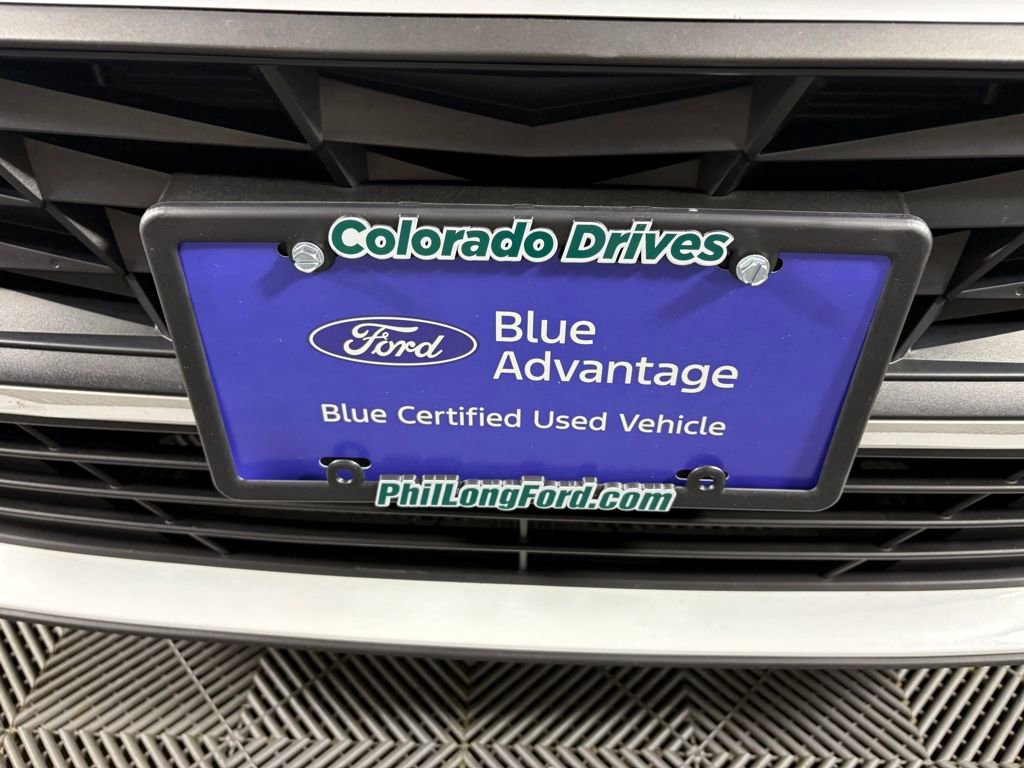 Colorado Drives
Ford
Blue
Advantage
Blue Certified Used Vehicle
PhilLongFord.com